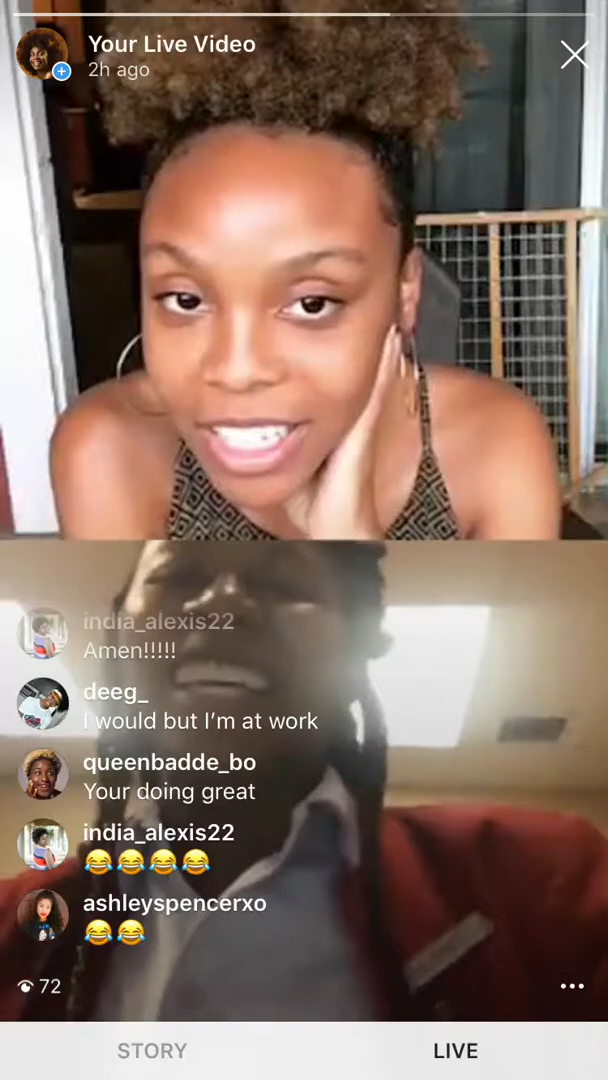 Your Live Video
2h ago
india_alexis22
Amen!!!!!
deeg_
I would but I’m at work
queenbadde_bo
Your doing great
india_alexis22
😂😂😂😂
ashleyspencerxo
😂😂
72
STORY
LIVE